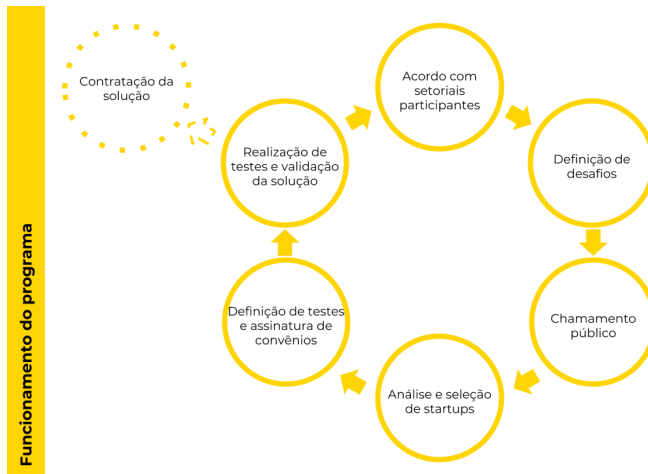 Funcionamento do programa
Contratação da
solução
Acordo com
setoriais
participantes
Definição de
desafios
Chamamento
público
Análise e seleção
de startups
Definição de testes
e assinatura de
convênios
Realização de
testes e validação
da solução